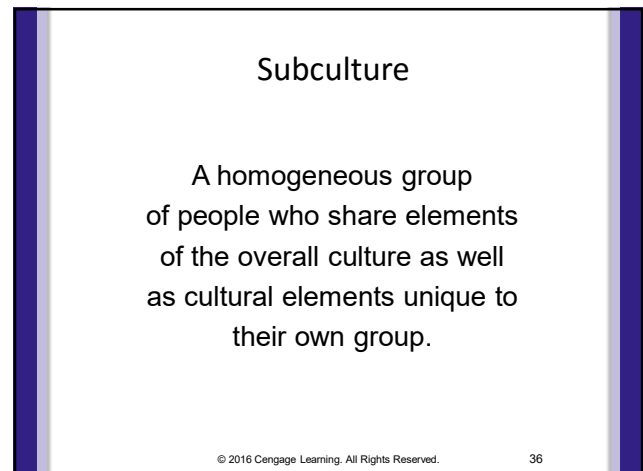 Subculture
A homogeneous group
of people who share elements
of the overall culture as well
as cultural elements unique to
their own group.
© 2016 Cengage Learning. All Rights Reserved. 36